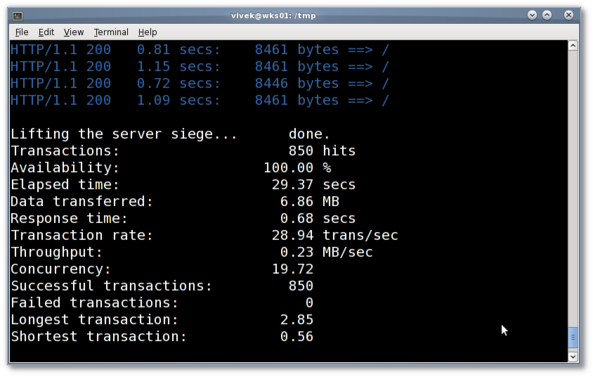 vivek@wks01: /tmp
File Edit View Terminal Help
HTTP/1.1 200 0.81 secs: 8461 bytes ==> /
HTTP/1.1 200 1.15 secs: 8461 bytes ==> /
HTTP/1.1 200 0.72 secs: 8446 bytes ==> /
HTTP/1.1 200 1.09 secs: 8461 bytes ==> /
Lifting the server siege... done.
Transactions: 850 hits
Availability: 100.00 %
Elapsed time: 29.37 secs
Data transferred: 6.86 MB
Response time: 0.68 secs
Transaction rate: 28.94 trans/sec
Throughput: 0.23 MB/sec
Concurrency: 19.72
Successful transactions: 850
Failed transactions: 0
Longest transaction: 2.85
Shortest transaction: 0.56